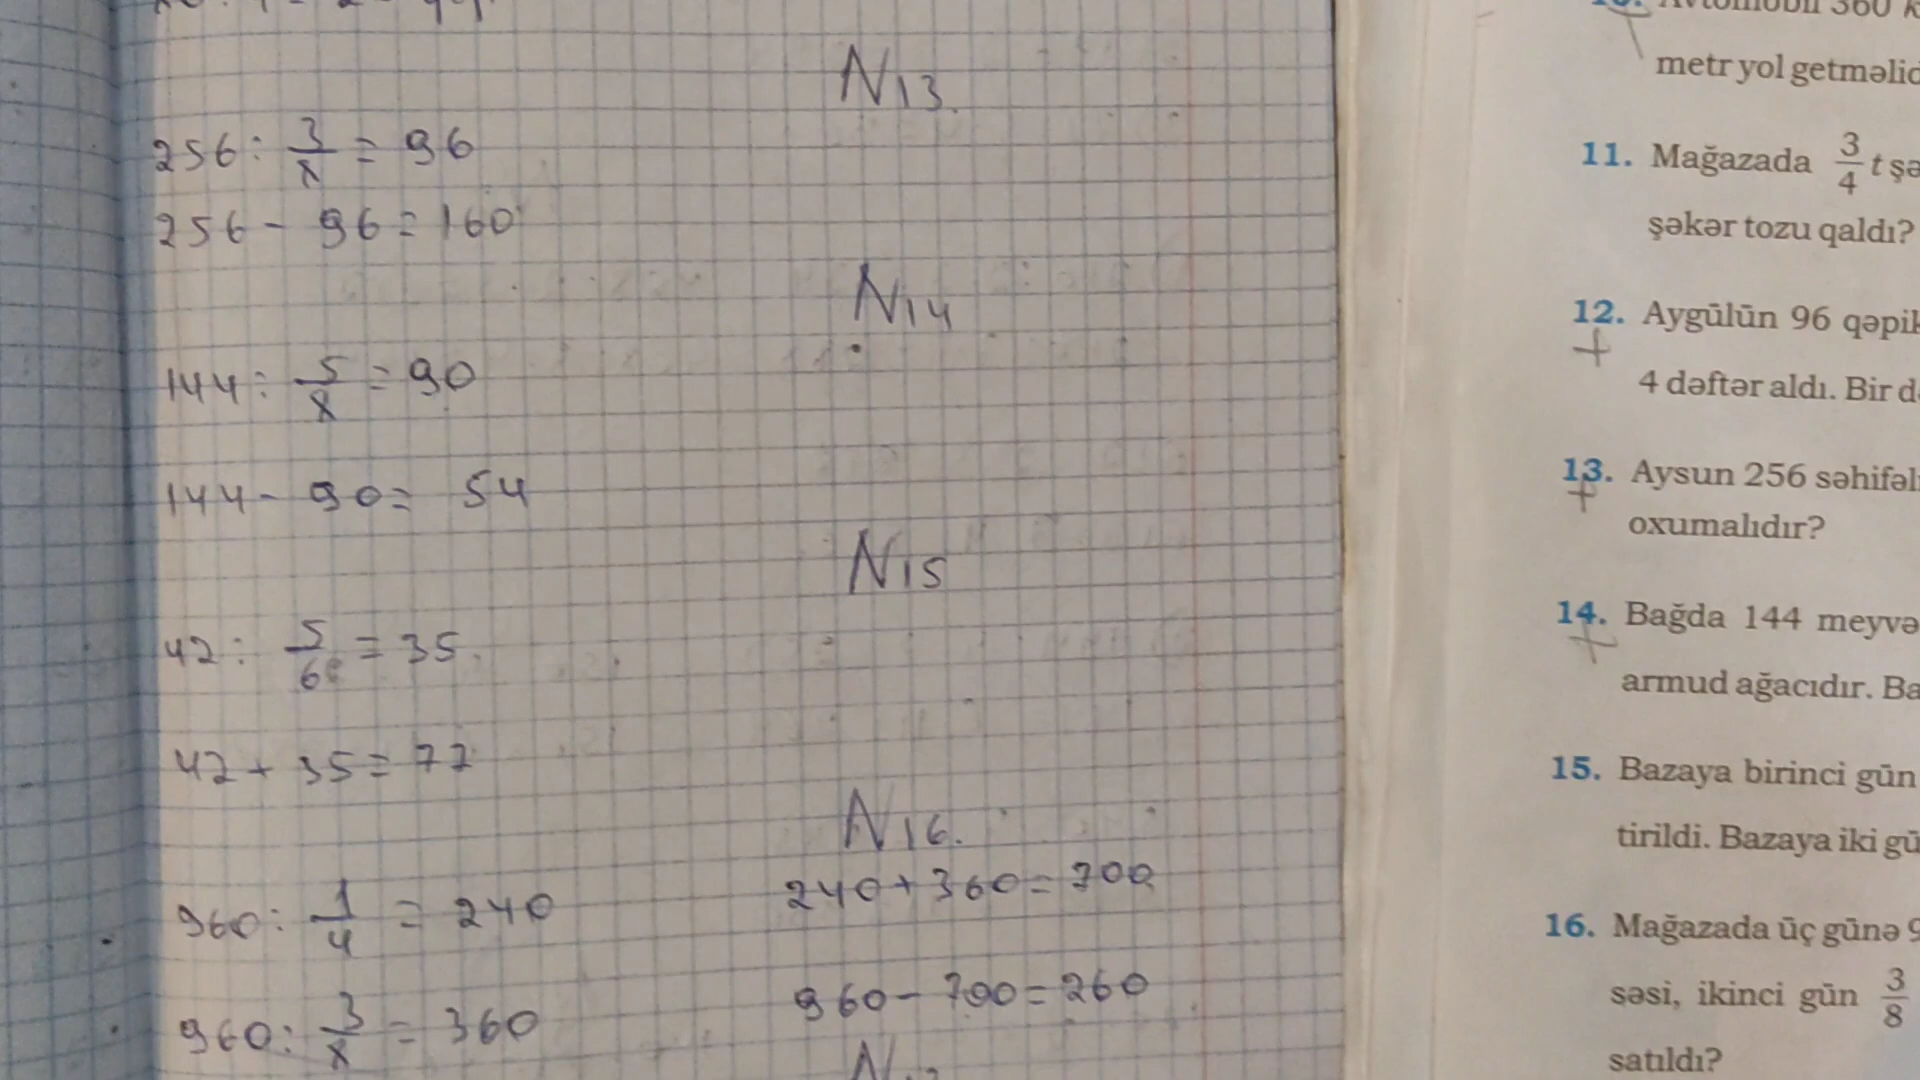 N13.
256 : 3/8 = 96
256 - 96 = 160
N14
144 : 5/8 = 90
144 - 90 = 54
N15
42 : 5/6 = 35
42 + 35 = 77
N16.
960 : 1/4 = 240
240 + 360 = 700
960 : 3/8 = 360
960 - 700 = 260
360
metr yol getməlid
11. Mağazada 3/4 t şə
şəkər tozu qaldı?
12. Aygülün 96 qəpik
4 dəftər aldı. Bir d
13. Aysun 256 səhifəl
oxumalıdır?
14. Bağda 144 meyvə
armud ağacıdır. Ba
15. Bazaya birinci gün
tirildi. Bazaya iki gü
16. Mağazada üç günə 9
səsi, ikinci gün 3/8
satıldı?